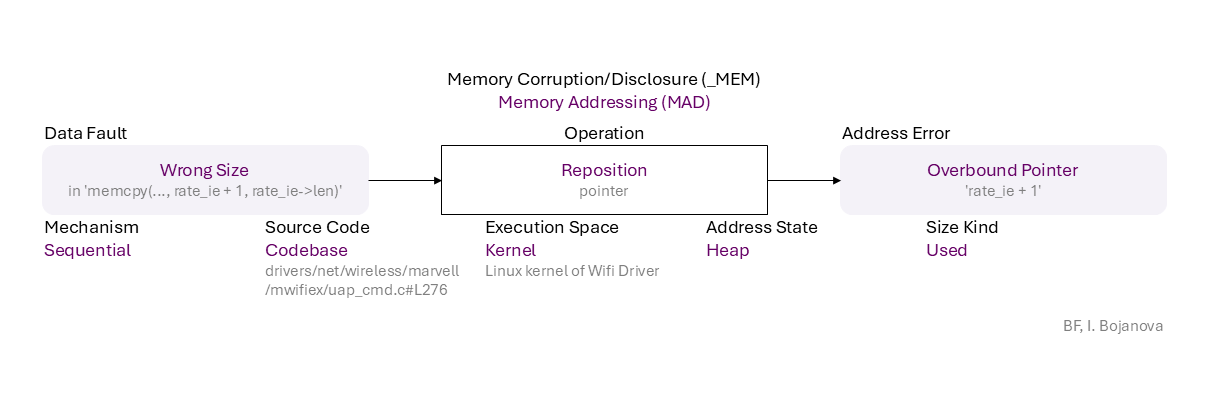 Memory Corruption/Disclosure (_MEM)
Memory Addressing (MAD)
Data Fault
Operation
Address Error
Wrong Size
in 'memcpy(..., rate_ie + 1, rate_ie->len)'
Reposition
pointer
Overbound Pointer
'rate_ie + 1'
Mechanism
Sequential
Source Code
Codebase
drivers/net/wireless/marvell
/mwifiex/uap_cmd.c#L276
Execution Space
Kernel
Linux kernel of Wifi Driver
Address State
Heap
Size Kind
Used
BF, I. Bojanova